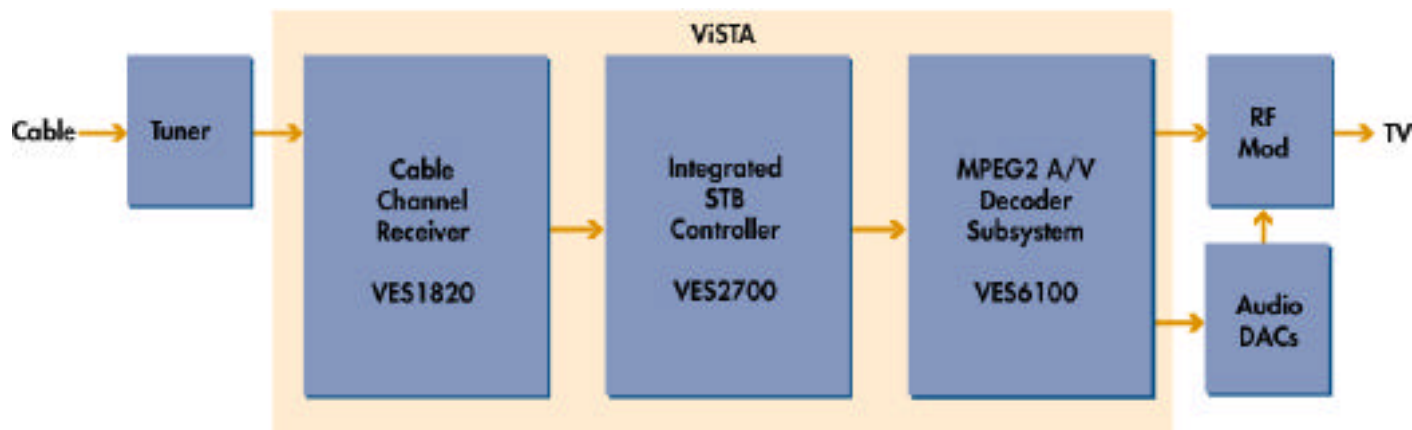 ViSTA
Cable
Tuner
Cable
Channel
Receiver
VES1820
Integrated
STB
Controller
VES2700
MPEG2 A/V
Decoder
Subsystem
VES6100
RF
Mod
TV
Audio
DACs